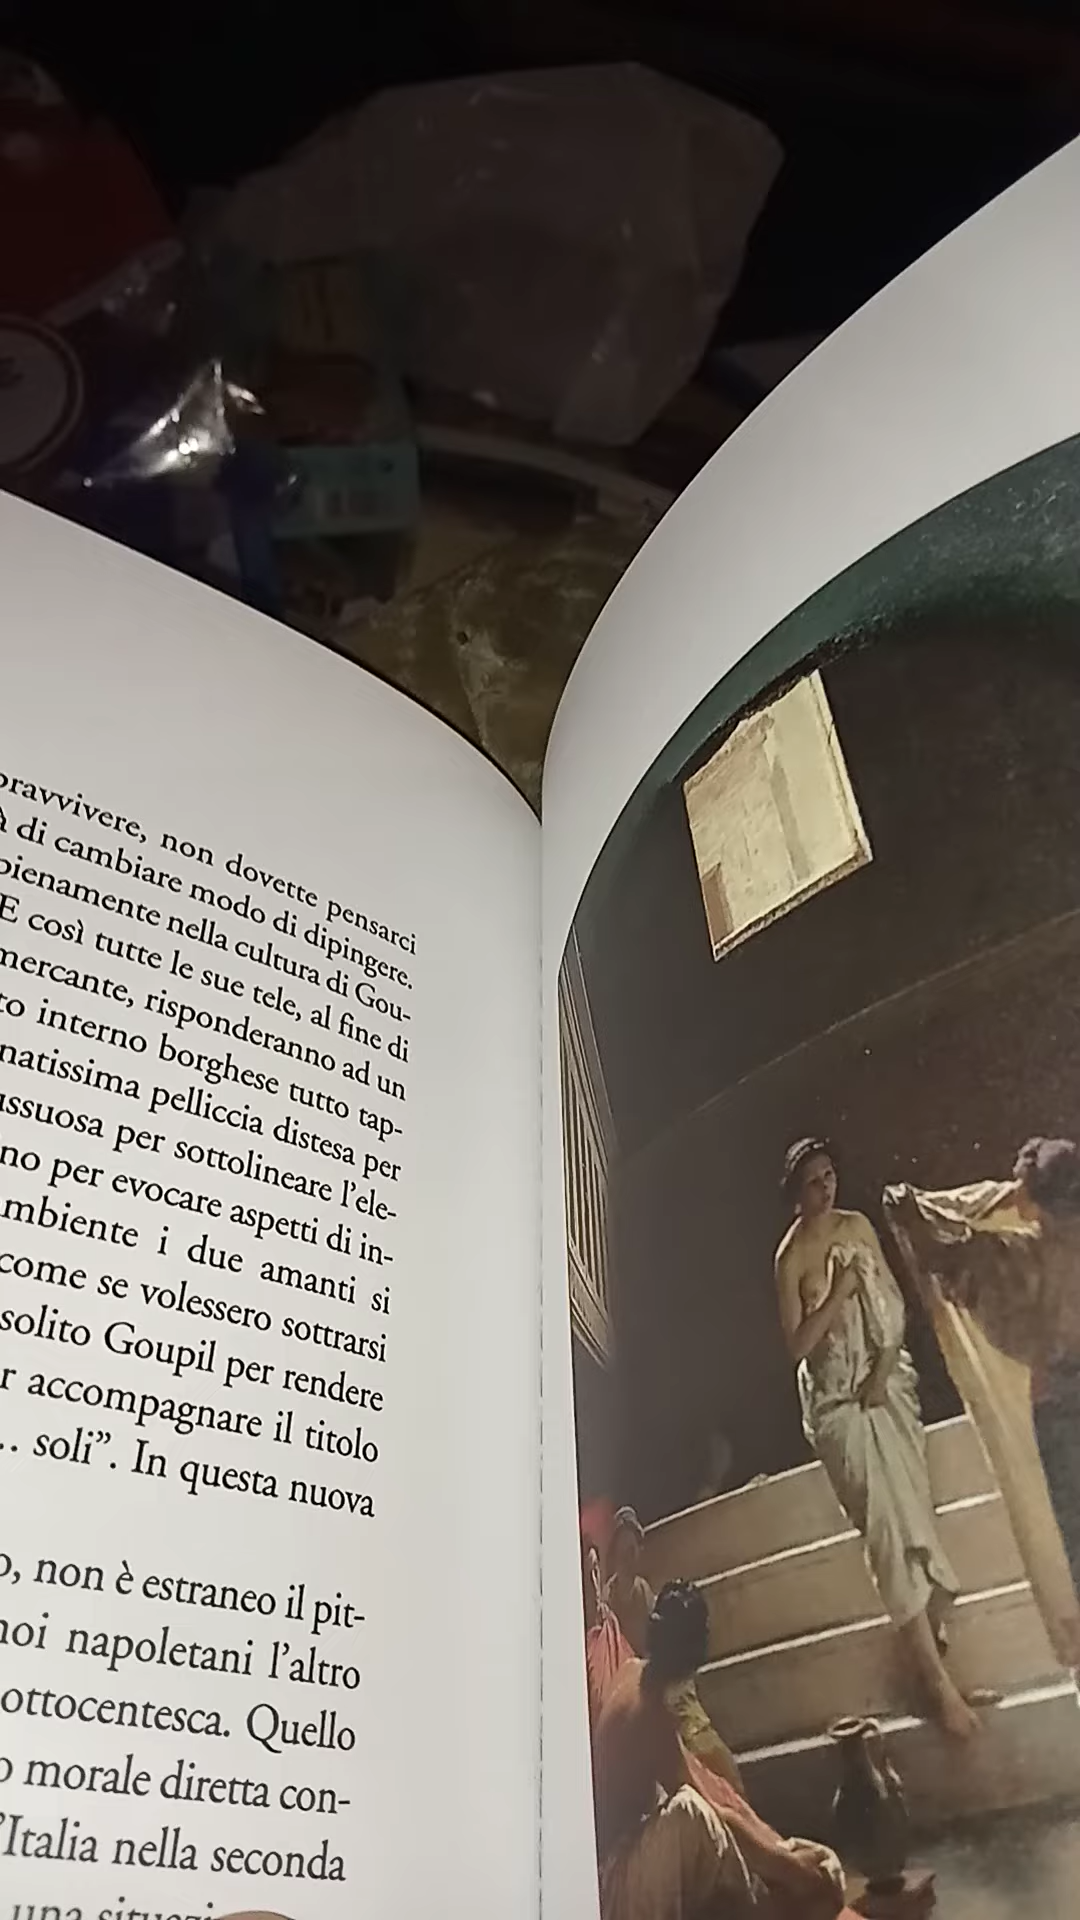 pravvivere, non dovette pensarci
à di cambiare modo di dipingere.
pienamente nella cultura di Gou-
E così tutte le sue tele, al fine di
mercante, risponderanno ad un
to interno borghese tutto tap-
natissima pelliccia distesa per
ussuosa per sottolineare l'ele-
no per evocare aspetti di in-
mbiente i due amanti si
come se volessero sottrarsi
solito Goupil per rendere
r accompagnare il titolo
.. soli”. In questa nuova
o, non è estraneo il pit-
noi napoletani l'altro
ottocentesca. Quello
o morale diretta con-
'Italia nella seconda
una